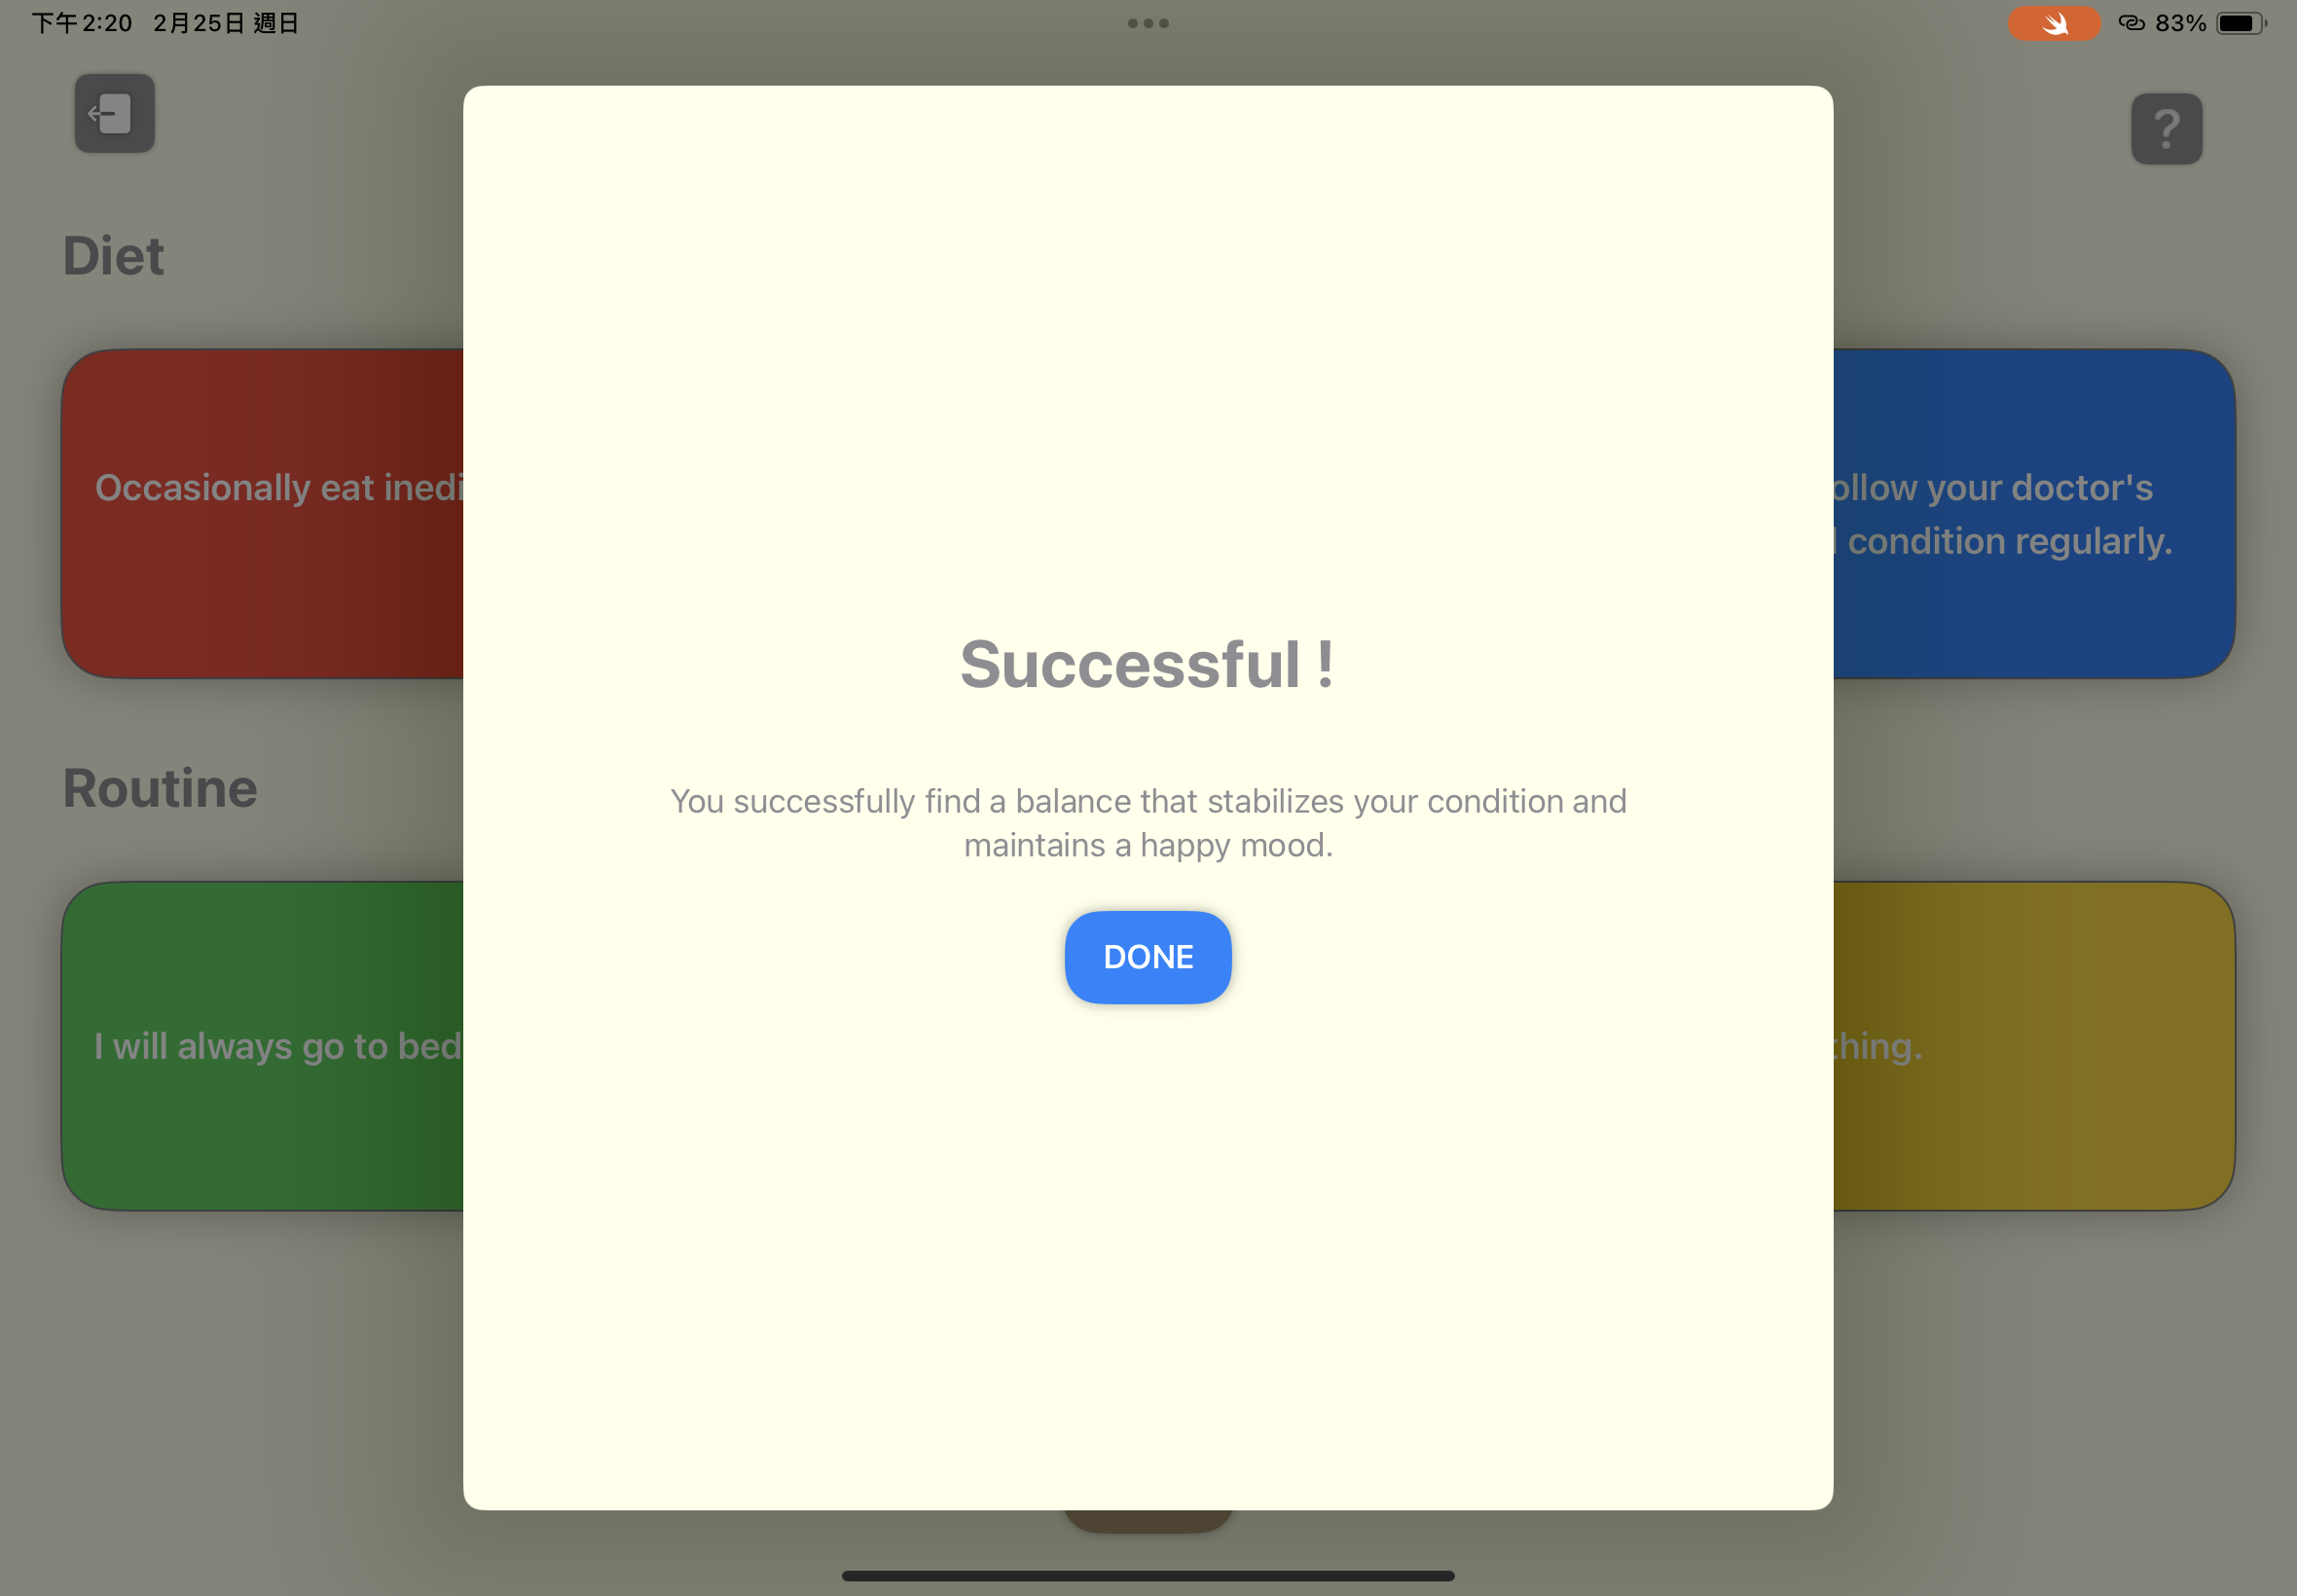 下午 2:20 2月25日 週日
83%
?
Diet
Occasionally eat
ollow your doctor's
condition regularly.
Successful !
You successfully find a balance that stabilizes your condition and
maintains a happy mood.
DONE
Routine
I will always go to bed
thing.